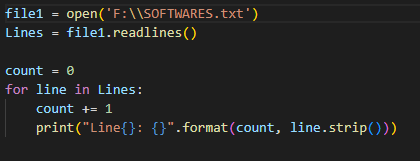 file1 = open('F:\\SOFTWARES.txt')
Lines = file1.readlines()

count = 0
for line in Lines:
    count += 1
    print("Line{}: {}".format(count, line.strip()))